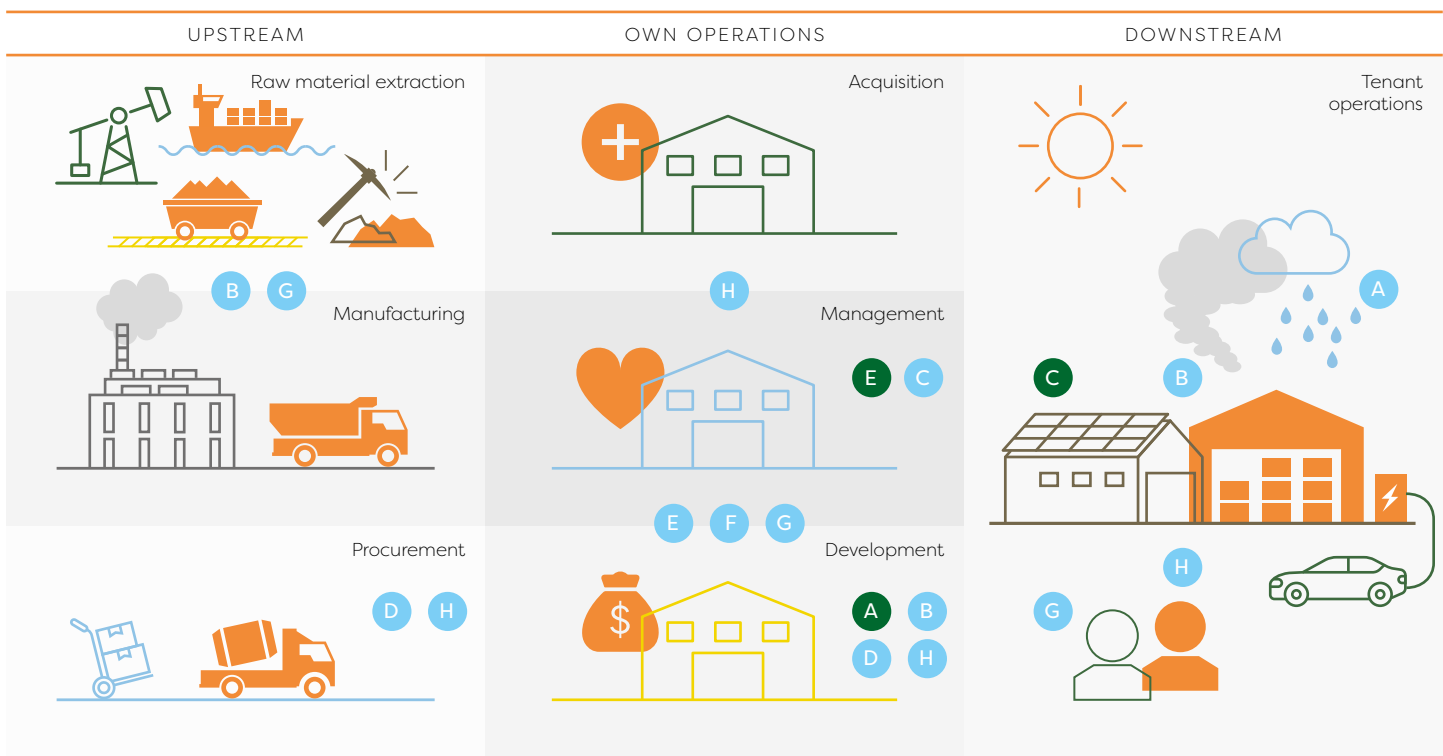 UPSTREAM
OWN OPERATIONS
DOWNSTREAM
Raw material extraction
B G
Manufacturing
Procurement
D H
Acquisition
H
Management
E C
E F G
Development
$
A B
D H
Tenant
operations
A
C B
H
G